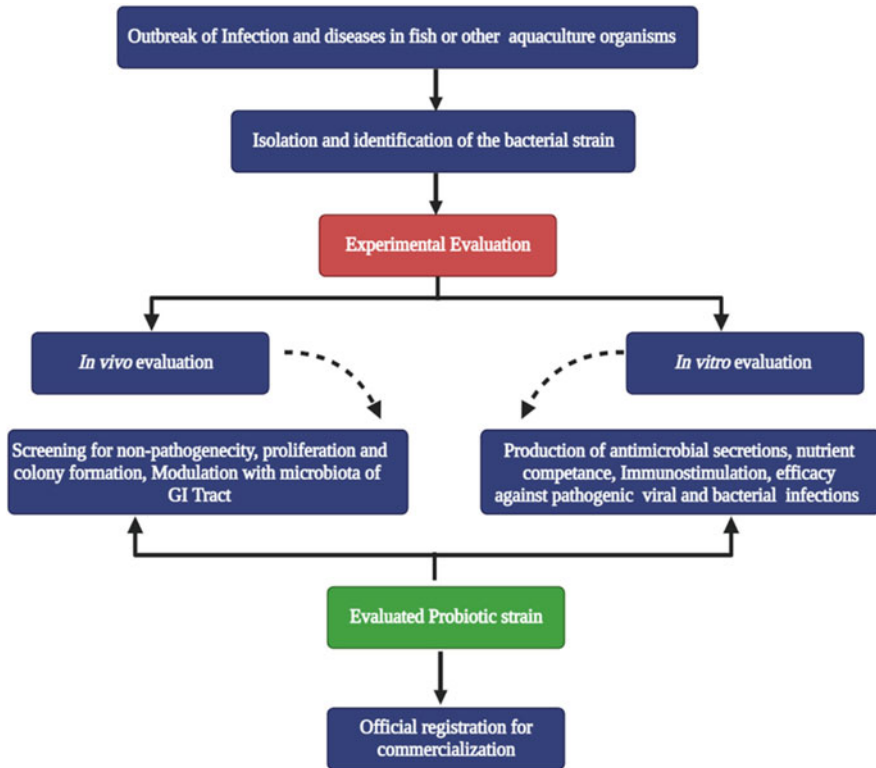 Outbreak of Infection and diseases in fish or other aquaculture organisms
Isolation and identification of the bacterial strain
Experimental Evaluation
In vivo evaluation
In vitro evaluation
Screening for non-pathogenecity, proliferation and
colony formation, Modulation with microbiota of
GI Tract
Production of antimicrobial secretions, nutrient
competance, Immunostimulation, efficacy
against pathogenic viral and bacterial infections
Evaluated Probiotic strain
Official registration for
commercialization